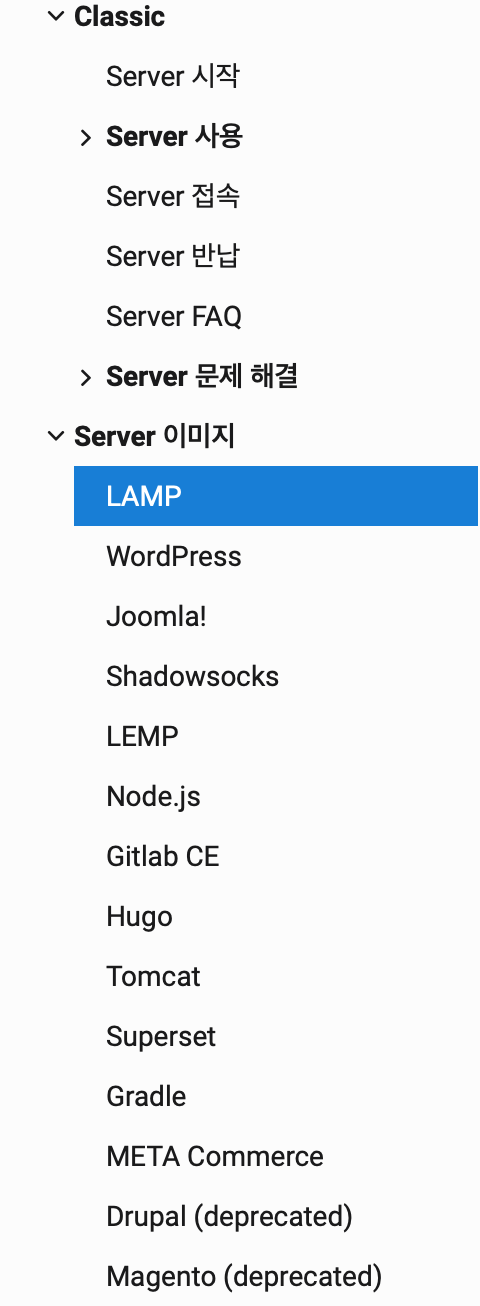 Classic
Server 시작
Server 사용
Server 접속
Server 반납
Server FAQ
Server 문제 해결
Server 이미지
LAMP
WordPress
Joomla!
Shadowsocks
LEMP
Node.js
Gitlab CE
Hugo
Tomcat
Superset
Gradle
META Commerce
Drupal (deprecated)
Magento (deprecated)